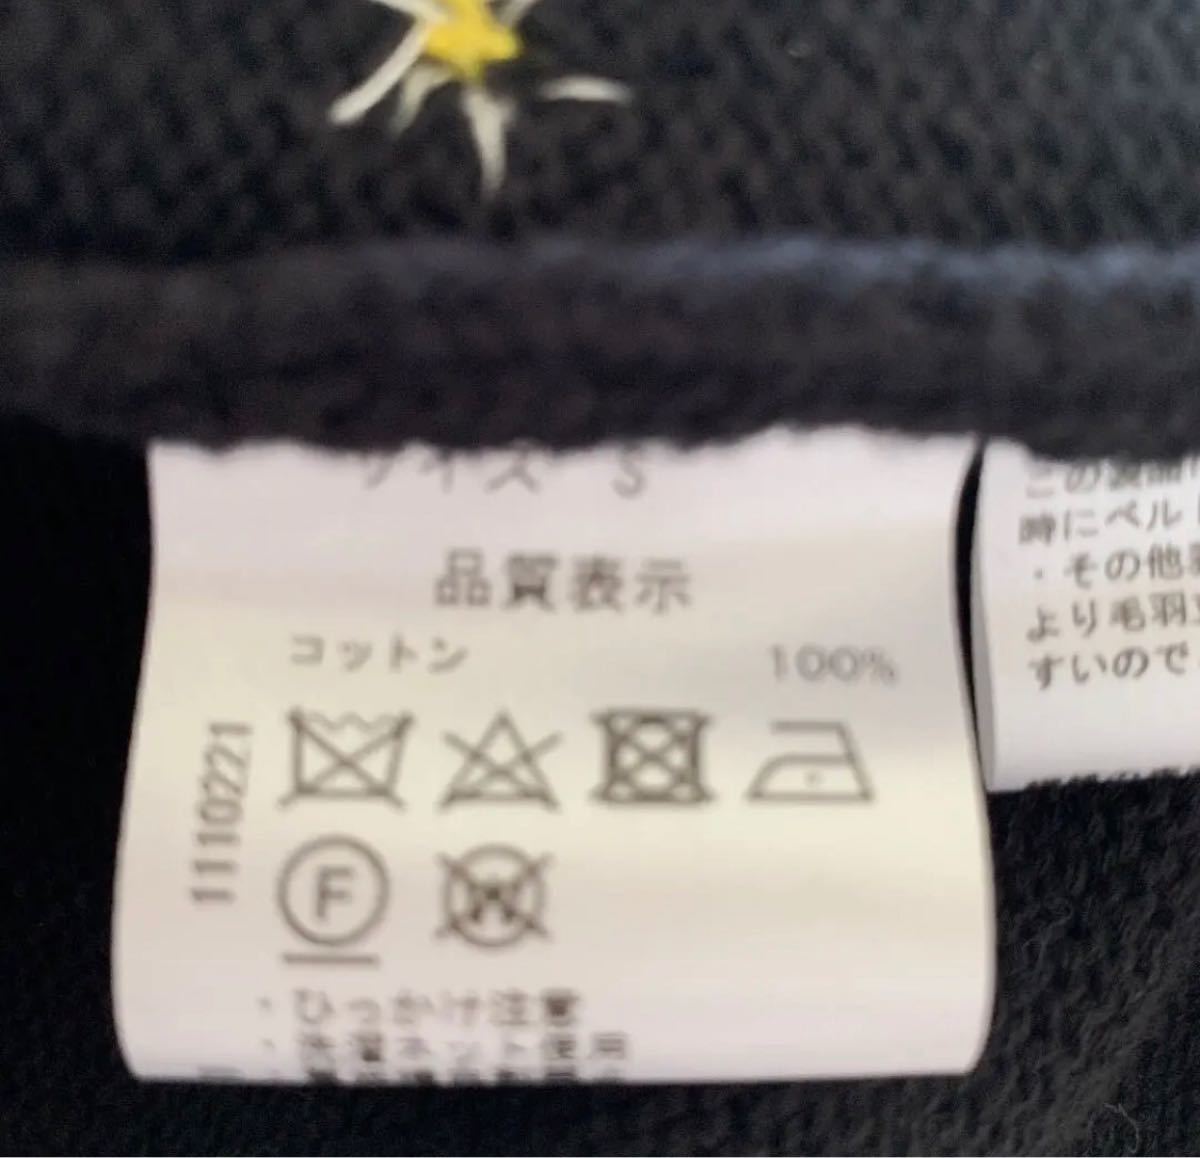 サイズ S
品質表示
コットン 100%
1110221
F
W
・ひっかけ注意
・洗濯ネット使用
この製品
時にベル
・その他
より毛羽立
すいので